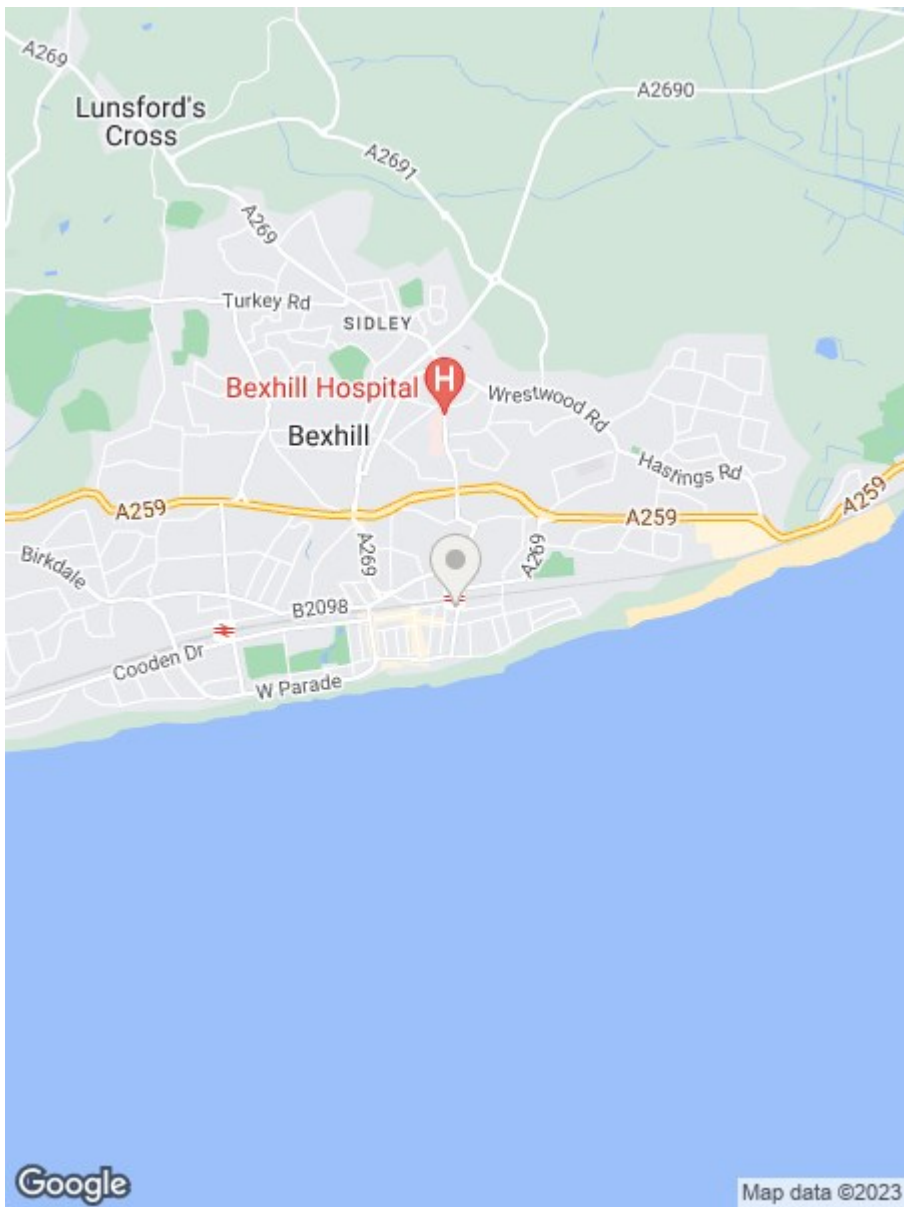 A269
A2690
Lunsford's
Cross
A2691
A269
Turkey Rd
SIDLEY
Bexhill Hospital
H
Wrestwood Rd
Bexhill
Hastings Rd
A259
A259
A259
Birkdale
A269
A269
B2098
Cooden Dr
W Parade
Google
Map data ©2023